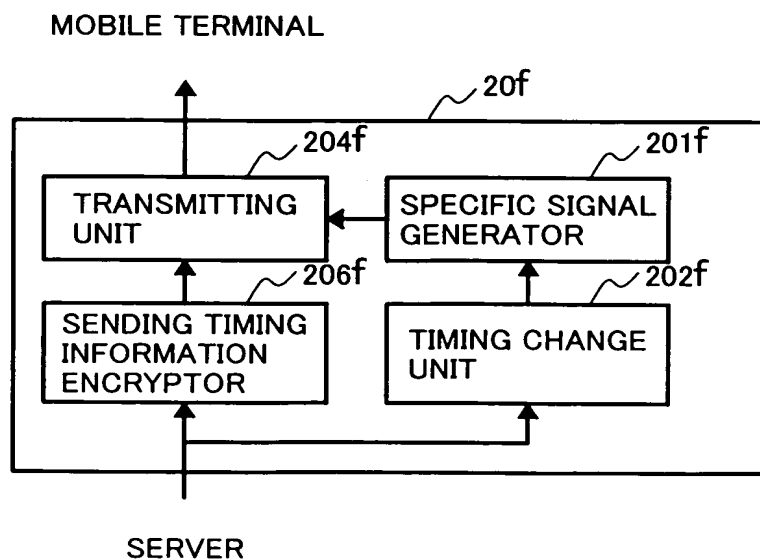 MOBILE TERMINAL
20f
204f
201f
TRANSMITTING
UNIT
SPECIFIC SIGNAL
GENERATOR
206f
202f
SENDING TIMING
INFORMATION
ENCRYPTOR
TIMING CHANGE
UNIT
SERVER